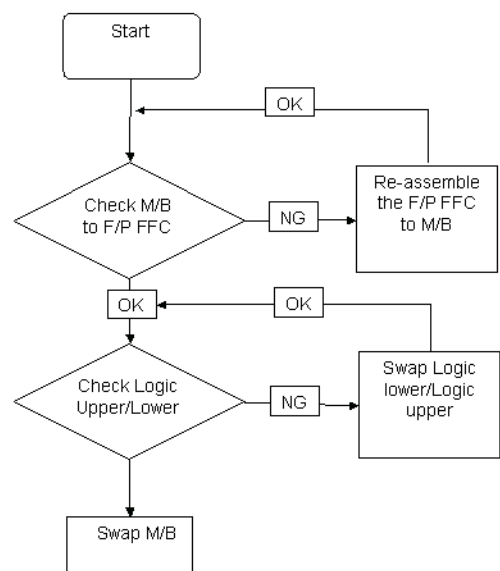 Start
OK
Check M/B
to F/P FFC
NG
Re-assemble
the F/P FFC
to M/B
OK
OK
Check Logic
Upper/Lower
NG
Swap Logic
lower/Logic
upper
Swap M/B